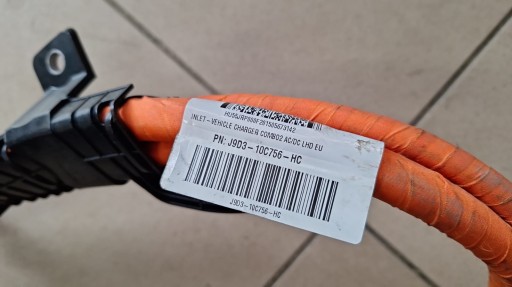 INLET-VEHICLE CHARGER COMBO2 AC/DC LHD EU
PN: J9D3-10C756-HC
J9D3-10C756-HC